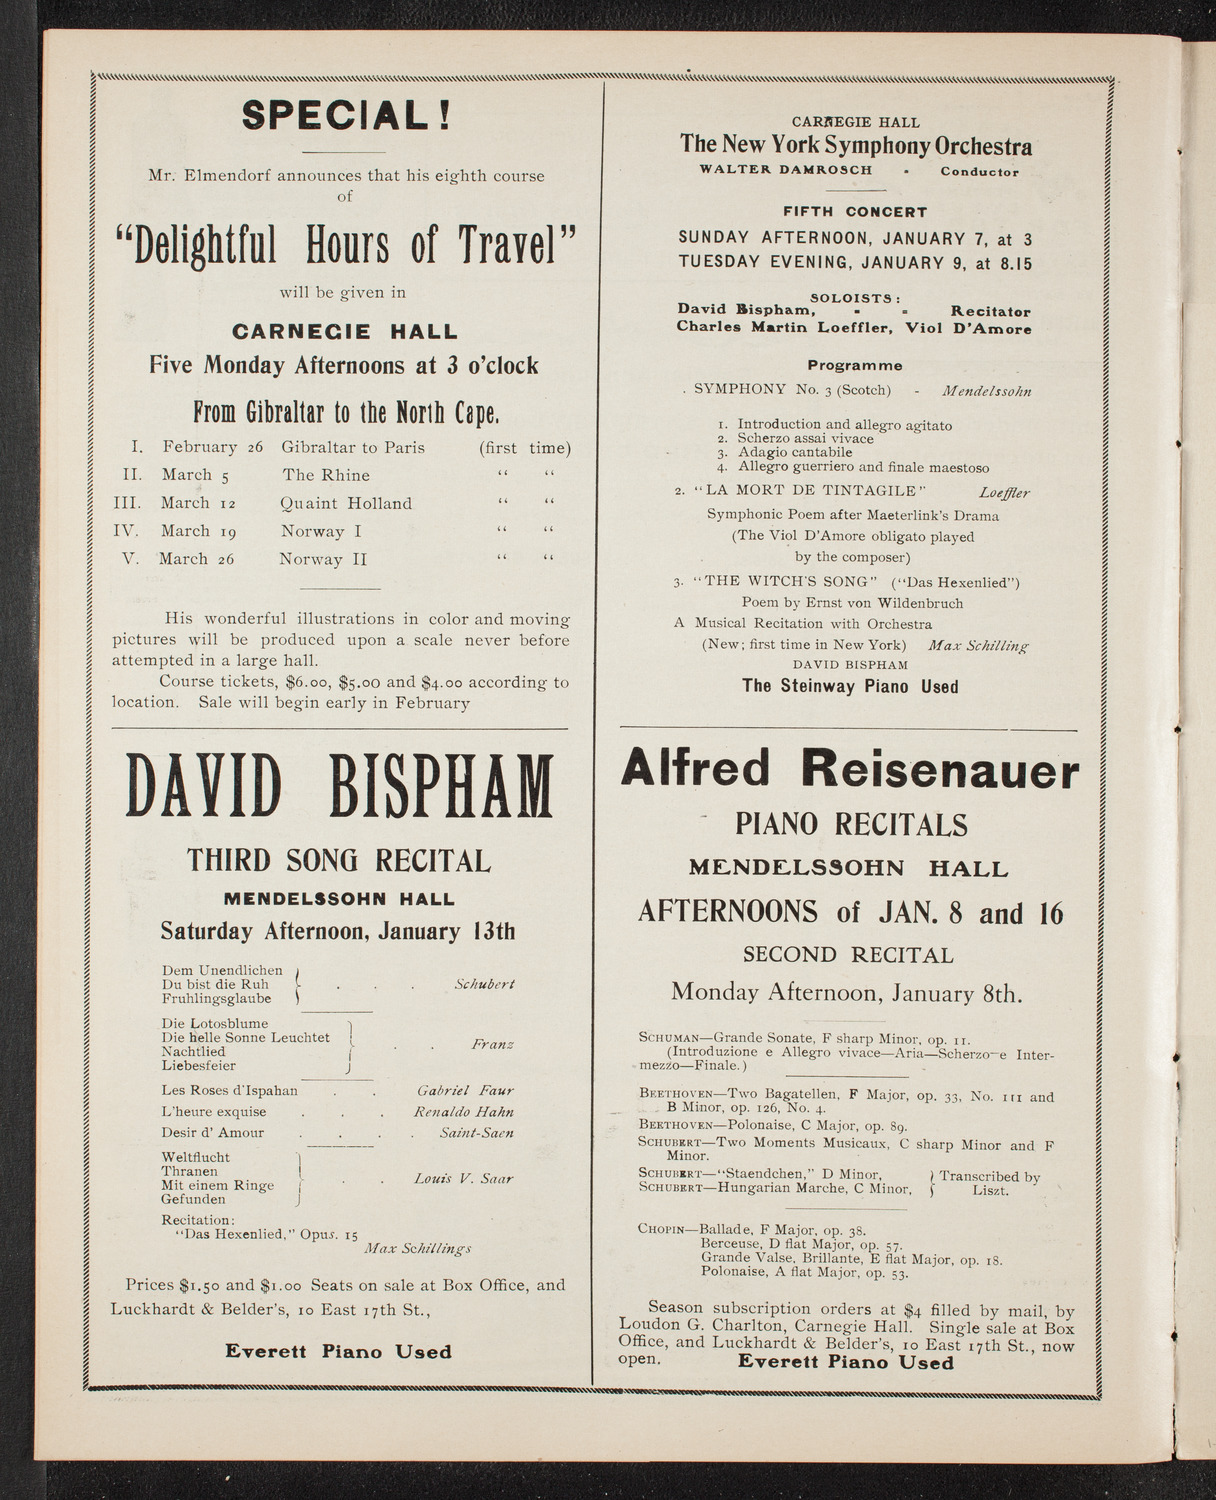 SPECIAL!
Mr. Elmendorf announces that his eighth course
of
"Delightful Hours of Travel"
will be given in
CARNEGIE HALL
Five Monday Afternoons at 3 o'clock
From Gibraltar to the North Cape.
I. February 26 Gibraltar to Paris (first time)
II. March 5 The Rhine " "
III. March 12 Quaint Holland " "
IV. March 19 Norway I " "
V. March 26 Norway II " "
His wonderful illustrations in color and moving
pictures will be produced upon a scale never before
attempted in a large hall.
Course tickets, $6.00, $5.00 and $4.00 according to
location. Sale will begin early in February
DAVID BISPHAM
THIRD SONG RECITAL
MENDELSSOHN HALL
Saturday Afternoon, January 13th
Dem Unendlichen
Du bist die Ruh . . . Schubert
Fruhlingsglaube
Die Lotosblume
Die helle Sonne Leuchtet
Nachtlied . . Franz
Liebesfeier
Les Roses d'Ispahan . . Gabriel Faur
L'heure exquise . . . Renaldo Hahn
Desir d' Amour . . . . Saint-Saen
Weltflucht
Thranen
Mit einem Ringe . . Louis V. Saar
Gefunden
Recitation:
"Das Hexenlied," Opus. 15
Max Schillings
Prices $1.50 and $1.00 Seats on sale at Box Office, and
Luckhardt & Belder's, 10 East 17th St.,
Everett Piano Used
CARNEGIE HALL
The New York Symphony Orchestra
WALTER DAMROSCH - Conductor
FIFTH CONCERT
SUNDAY AFTERNOON, JANUARY 7, at 3
TUESDAY EVENING, JANUARY 9, at 8.15
SOLOISTS:
David Bispham, - - Recitator
Charles Martin Loeffler, Viol D'Amore
Programme
. SYMPHONY No. 3 (Scotch) - Mendelssohn
1. Introduction and allegro agitato
2. Scherzo assai vivace
3. Adagio cantabile
4. Allegro guerriero and finale maestoso
2. "LA MORT DE TINTAGILE" Loeffler
Symphonic Poem after Maeterlink's Drama
(The Viol D'Amore obligato played
by the composer)
3. "THE WITCH'S SONG" ("Das Hexenlied")
Poem by Ernst von Wildenbruch
A Musical Recitation with Orchestra
(New; first time in New York) Max Schilling
DAVID BISPHAM
The Steinway Piano Used
Alfred Reisenauer
PIANO RECITALS
MENDELSSOHN HALL
AFTERNOONS of JAN. 8 and 16
SECOND RECITAL
Monday Afternoon, January 8th.
SCHUMAN—Grande Sonate, F sharp Minor, op. 11.
(Introduzione e Allegro vivace—Aria—Scherzo—e Inter-
mezzo—Finale.)
BEETHOVEN—Two Bagatellen, F Major, op. 33, No. 111 and
B Minor, op. 126, No. 4.
BEETHOVEN—Polonaise, C Major, op. 89.
SCHUBERT—Two Moments Musicaux, C sharp Minor and F
Minor.
SCHUBERT—"Staendchen," D Minor, } Transcribed by
SCHUBERT—Hungarian Marche, C Minor, } Liszt.
CHOPIN—Ballade, F Major, op. 38.
Berceuse, D flat Major, op. 57.
Grande Valse, Brillante, E flat Major, op. 18.
Polonaise, A flat Major, op. 53.
Season subscription orders at $4 filled by mail, by
Loudon G. Charlton, Carnegie Hall. Single sale at Box
Office, and Luckhardt & Belder's, 10 East 17th St., now
open. Everett Piano Used